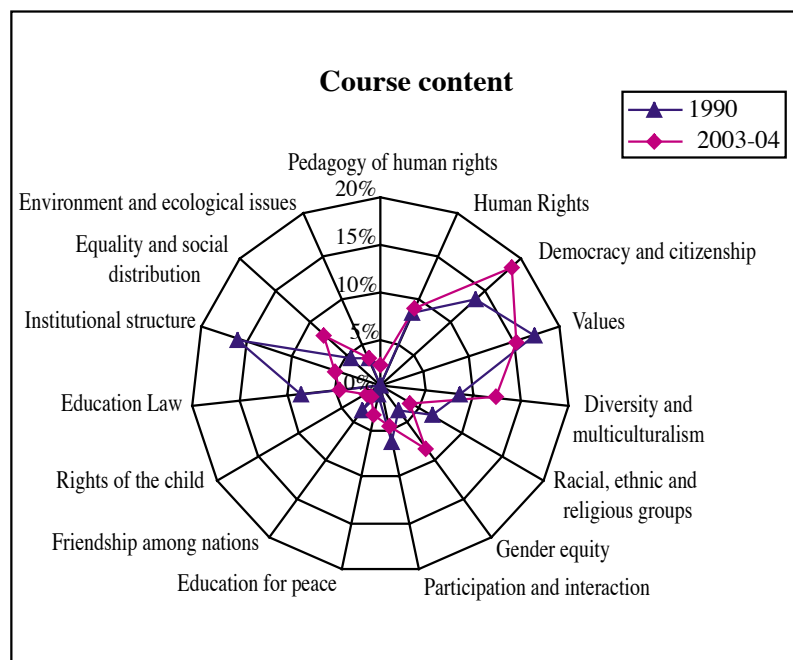 Course content
1990
2003-04
Pedagogy of human rights
20%
Environment and ecological issues
Human Rights
Equality and social
distribution
15%
Democracy and citizenship
10%
Institutional structure
Values
5%
0%
Education Law
Diversity and
multiculturalism
Rights of the child
Racial, ethnic and
religious groups
Friendship among nations
Gender equity
Education for peace
Participation and interaction